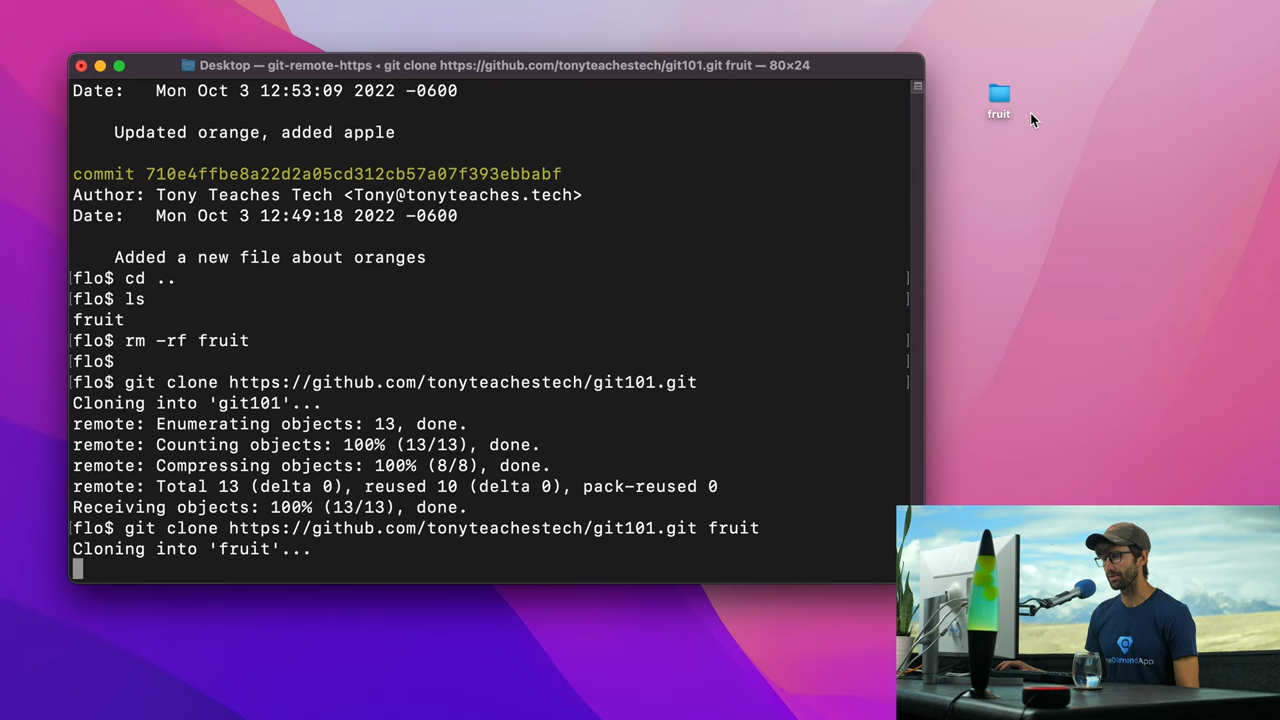 Desktop — git-remote-https ◂ git clone https://github.com/tonyteachestech/git101.git fruit — 80×24
Date:   Mon Oct 3 12:53:09 2022 -0600
    Updated orange, added apple
commit 710e4ffbe8a22d2a05cd312cb57a07f393ebbabf
Author: Tony Teaches Tech <Tony@tonyteaches.tech>
Date:   Mon Oct 3 12:49:18 2022 -0600
    Added a new file about oranges
[flo$ cd ..                                                                     ]
[flo$ ls                                                                        ]
fruit
[flo$ rm -rf fruit                                                              ]
[flo$                                                                           ]
[flo$ git clone https://github.com/tonyteachestech/git101.git                   ]
Cloning into 'git101'...
remote: Enumerating objects: 13, done.
remote: Counting objects: 100% (13/13), done.
remote: Compressing objects: 100% (8/8), done.
remote: Total 13 (delta 0), reused 10 (delta 0), pack-reused 0
Receiving objects: 100% (13/13), done.
[flo$ git clone https://github.com/tonyteachestech/git101.git fruit
Cloning into 'fruit'...
fruit